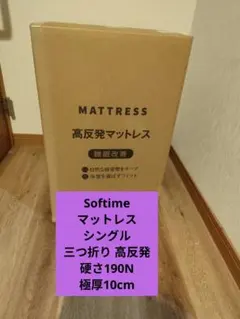 MATTRESS
高反発マットレス
睡眠改善
Softime
マットレス
シングル
三つ折り 高反発
硬さ190N
極厚10cm